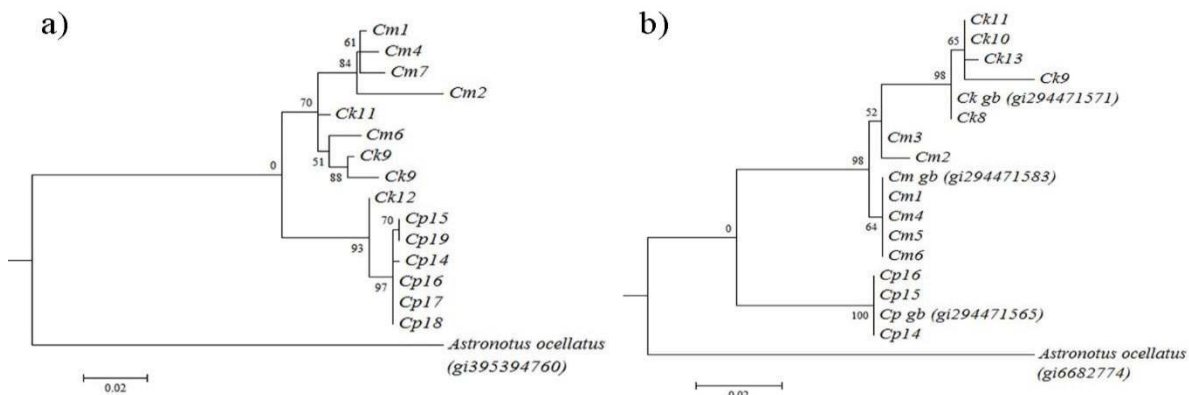 a)
Cm1
61
Cm4
84
Cm7
Cm2
70
Ck11
Cm6
51
Ck9
88
Ck9
0
Ck12
70
Cp15
Cp19
93
Cp14
97
Cp16
Cp17
Cp18
Astronotus ocellatus
(gi395394760)
0.02
b)
Ck11
65
Ck10
Ck13
98
Ck9
Ck gb (gi294471571)
Ck8
52
Cm3
98
Cm2
Cm gb (gi294471583)
Cm1
Cm4
64
Cm5
Cm6
0
Cp16
Cp15
100
Cp gb (gi294471565)
Cp14
Astronotus ocellatus
(gi6682774)
0.02